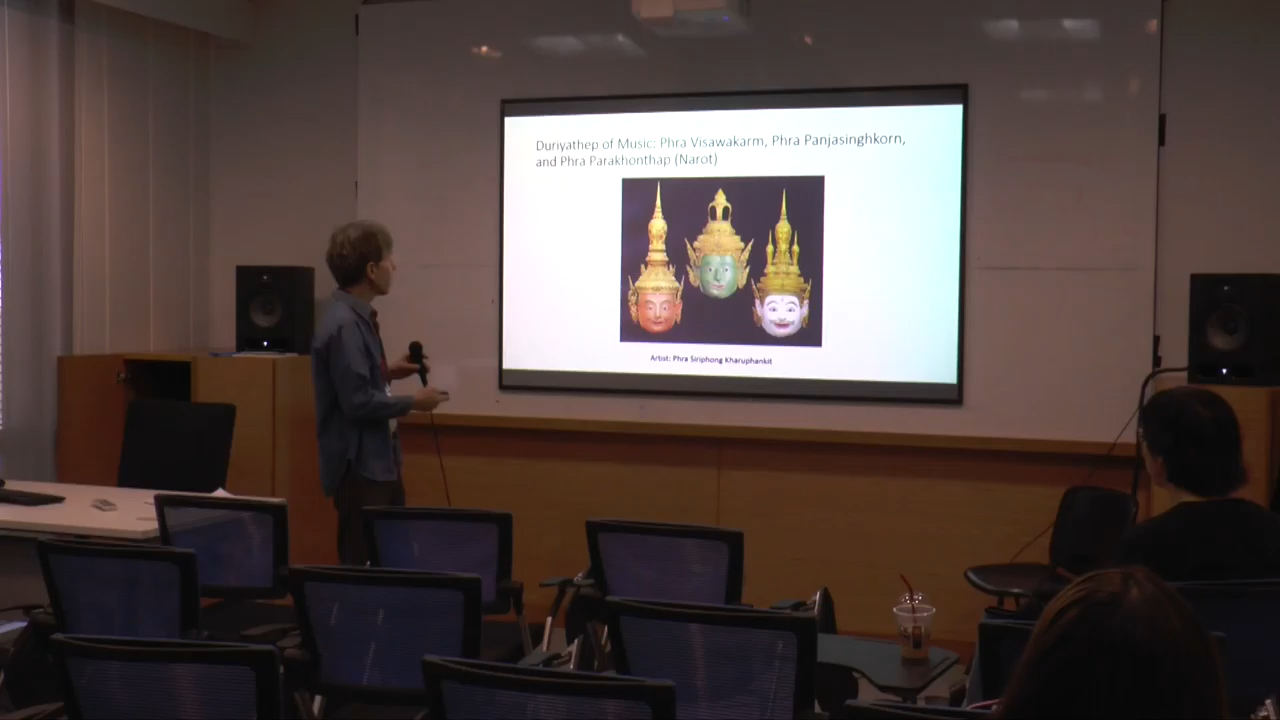 Duriyathep of Music: Phra Visawakarm, Phra Panjasinghkorn,
and Phra Parakhonthap (Narot)
Artist: Phra Siriphong Kharuphankit